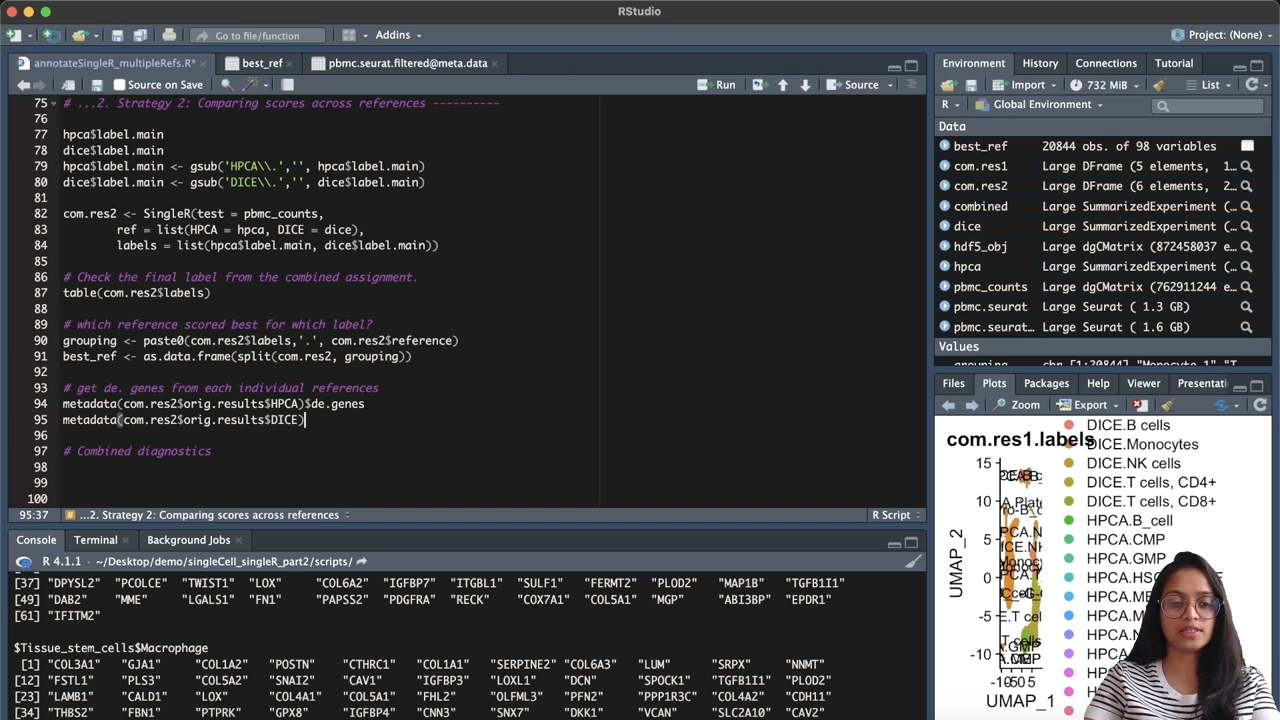 RStudio
Go to file/function
Addins
Project: (None)
annotateSingleR_multipleRefs.R*
best_ref
pbmc.seurat.filtered@meta.data
Source on Save
Run
Source
75 # ...2. Strategy 2: Comparing scores across references ----------
76
77 hpca$label.main
78 dice$label.main
79 hpca$label.main <- gsub('HPCA\\.','', hpca$label.main)
80 dice$label.main <- gsub('DICE\\.','', dice$label.main)
81
82 com.res2 <- SingleR(test = pbmc_counts,
83 ref = list(HPCA = hpca, DICE = dice),
84 labels = list(hpca$label.main, dice$label.main))
85
86 # Check the final label from the combined assignment.
87 table(com.res2$labels)
88
89 # which reference scored best for which label?
90 grouping <- paste0(com.res2$labels,'.', com.res2$reference)
91 best_ref <- as.data.frame(split(com.res2, grouping))
92
93 # get de. genes from each individual references
94 metadata(com.res2$orig.results$HPCA)$de.genes
95 metadata(com.res2$orig.results$DICE)
96
97 # Combined diagnostics
98
99
100
95:37 # ...2. Strategy 2: Comparing scores across references
R Script
Console Terminal Background Jobs
R 4.1.1 · ~/Desktop/demo/singleCell_singleR_part2/scripts/
[37] "DPYSL2" "PCOLCE" "TWIST1" "LOX" "COL6A2" "IGFBP7" "ITGBL1" "SULF1" "FERMT2" "PLOD2" "MAP1B" "TGFB1I1"
[49] "DAB2" "MME" "LGALS1" "FN1" "PAPSS2" "PDGFRA" "RECK" "COX7A1" "COL5A1" "MGP" "ABI3BP" "EPDR1"
[61] "IFITM2"
$Tissue_stem_cells$Macrophage
[1] "COL3A1" "GJA1" "COL1A2" "POSTN" "CTHRC1" "COL1A1" "SERPINE2" "COL6A3" "LUM" "SRPX" "NNMT"
[12] "FSTL1" "PLS3" "COL5A2" "SNAI2" "CAV1" "IGFBP3" "LOXL1" "DCN" "SPOCK1" "TGFB1I1" "PLOD2"
[23] "LAMB1" "CALD1" "LOX" "COL4A1" "COL5A1" "FHL2" "OLFML3" "PFN2" "PPP1R3C" "COL4A2" "CDH11"
[34] "THBS2" "FBN1" "PTPRK" "GPX8" "IGFBP4" "CNN3" "SNX7" "DKK1" "VCAN" "SLC2A10" "CAV2"
Environment History Connections Tutorial
Import
732 MiB
List
R
Global Environment
Data
best_ref 20844 obs. of 98 variables
com.res1 Large DFrame (5 elements, 1…
com.res2 Large DFrame (6 elements, 2…
combined Large SummarizedExperiment (…
dice Large SummarizedExperiment (…
hdf5_obj Large dgCMatrix (872458037 e…
hpca Large SummarizedExperiment (…
pbmc_counts Large dgCMatrix (762911244 e…
pbmc.seurat Large Seurat ( 1.3 GB)
pbmc.seurat… Large Seurat ( 1.6 GB)
Values
grouping chr [1:20844] "Monocyte.1" "T
Files Plots Packages Help Viewer Presentati
Zoom
Export
com.res1.labels
15
10
5
0
-5
-10
UMAP_2
-10 0 5
UMAP_1
DICE.B cells
DICE.Monocytes
DICE.NK cells
DICE.T cells, CD4+
DICE.T cells, CD8+
HPCA.B_cell
HPCA.CMP
HPCA.GMP